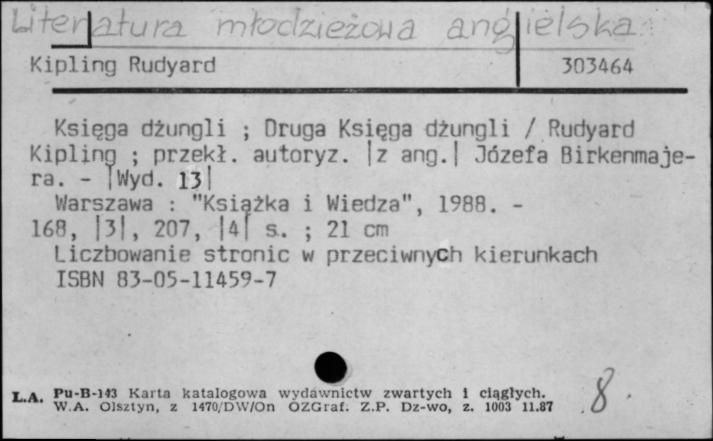 Literatura młodzieżowa angielska
Kipling Rudyard 303464
Księga dżungli ; Druga Księga dżungli / Rudyard
Kipling ; przekł. autoryz. |z ang.| Józefa Birkenmaje-
ra. - |Wyd. 13|
Warszawa : "Książka i Wiedza", 1988. -
168, |3|, 207, |4| s. ; 21 cm
Liczbowanie stronic w przeciwnych kierunkach
ISBN 83-05-11459-7
L.A. Pu-B-143 Karta katalogowa wydawnictw zwartych i ciągłych.
W.A. Olsztyn, z 1470/DW/On OZGraf. Z.P. Dz-wo, z. 1003 11.87
8.